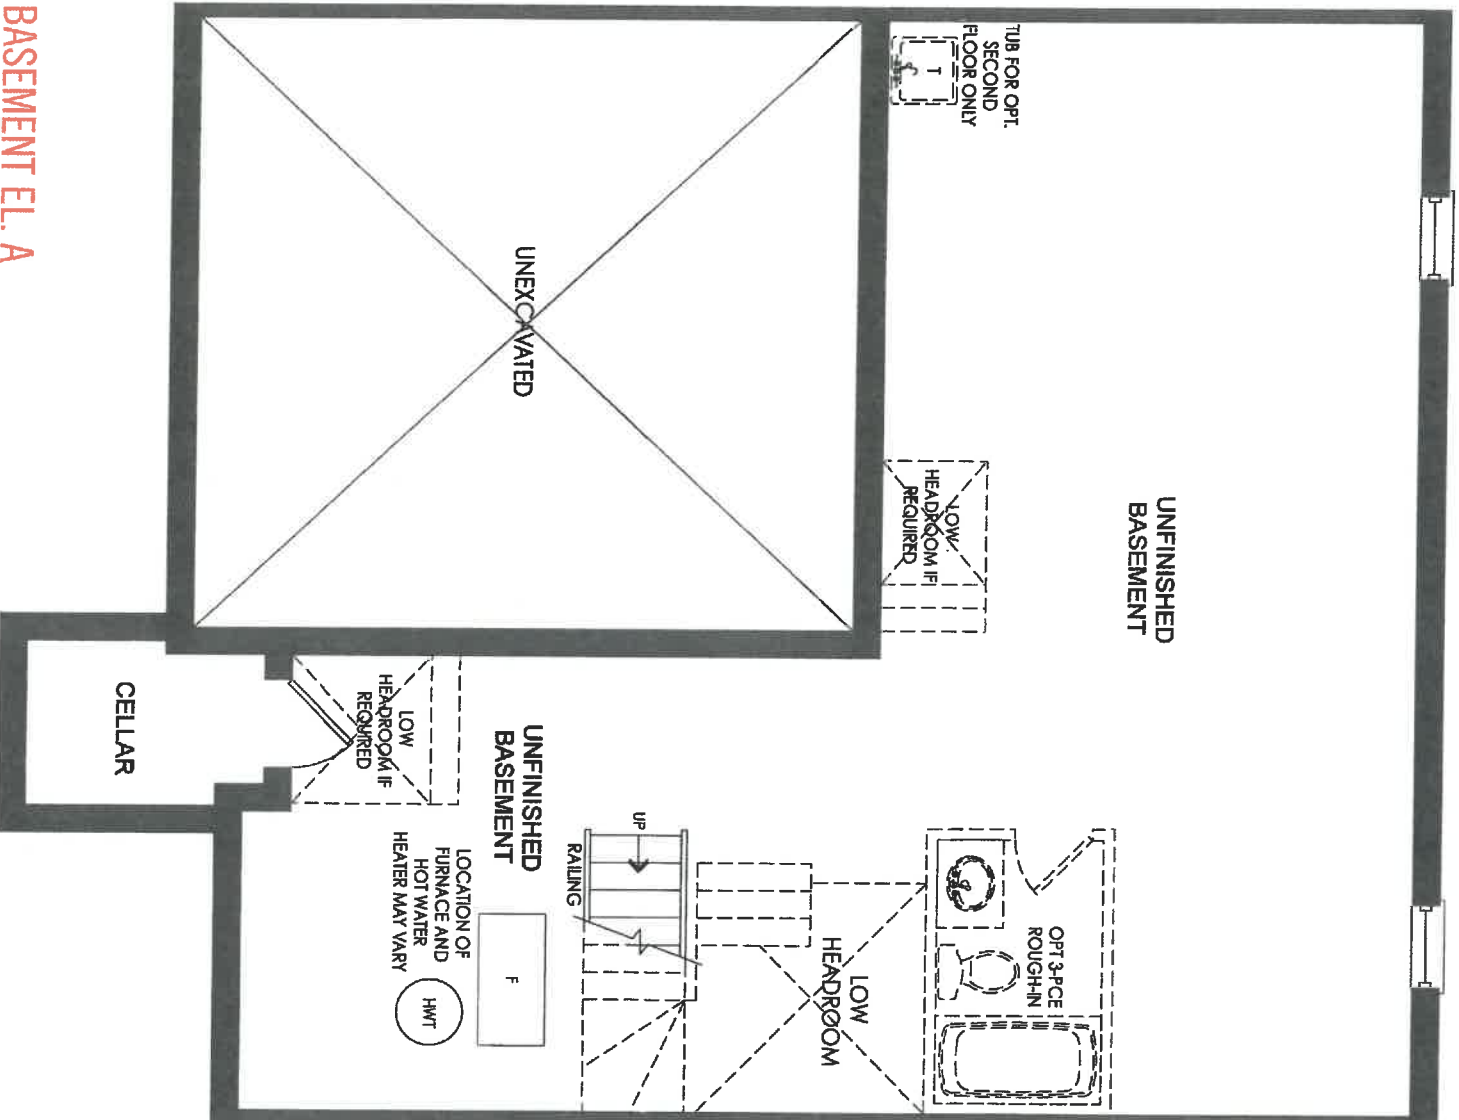 UNFINISHED
BASEMENT
OPT 3-PCE
ROUGH-IN
TUB FOR OPT.
SECOND
FLOOR ONLY
T
LOW
HEADROOM IF
REQUIRED
LOW
HEADROOM
UP
RAILING
UNFINISHED
BASEMENT
UNEXCAVATED
F
LOCATION OF
FURNACE AND
HOT WATER
HEATER MAY VARY
HWT
LOW
HEADROOM IF
REQUIRED
CELLAR
BASEMENT EL. A